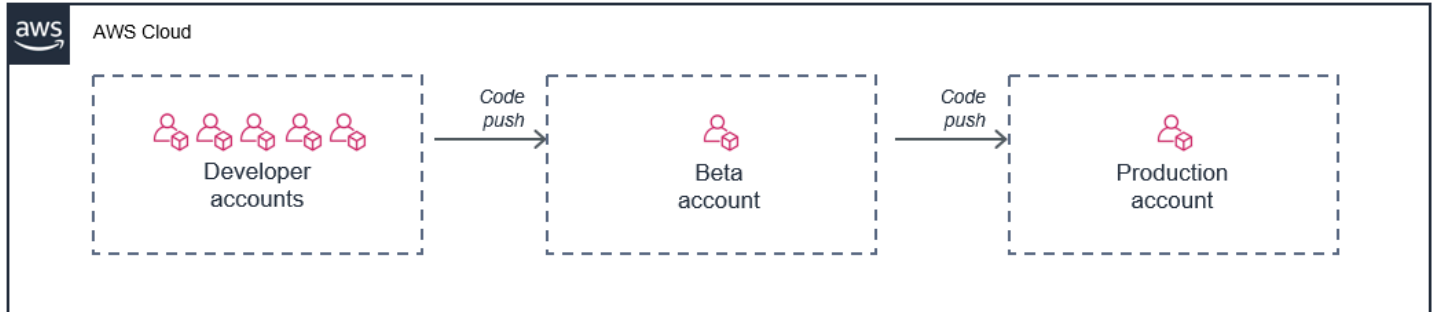 aws
AWS Cloud
Code
push
Code
push
Developer
accounts
Beta
account
Production
account